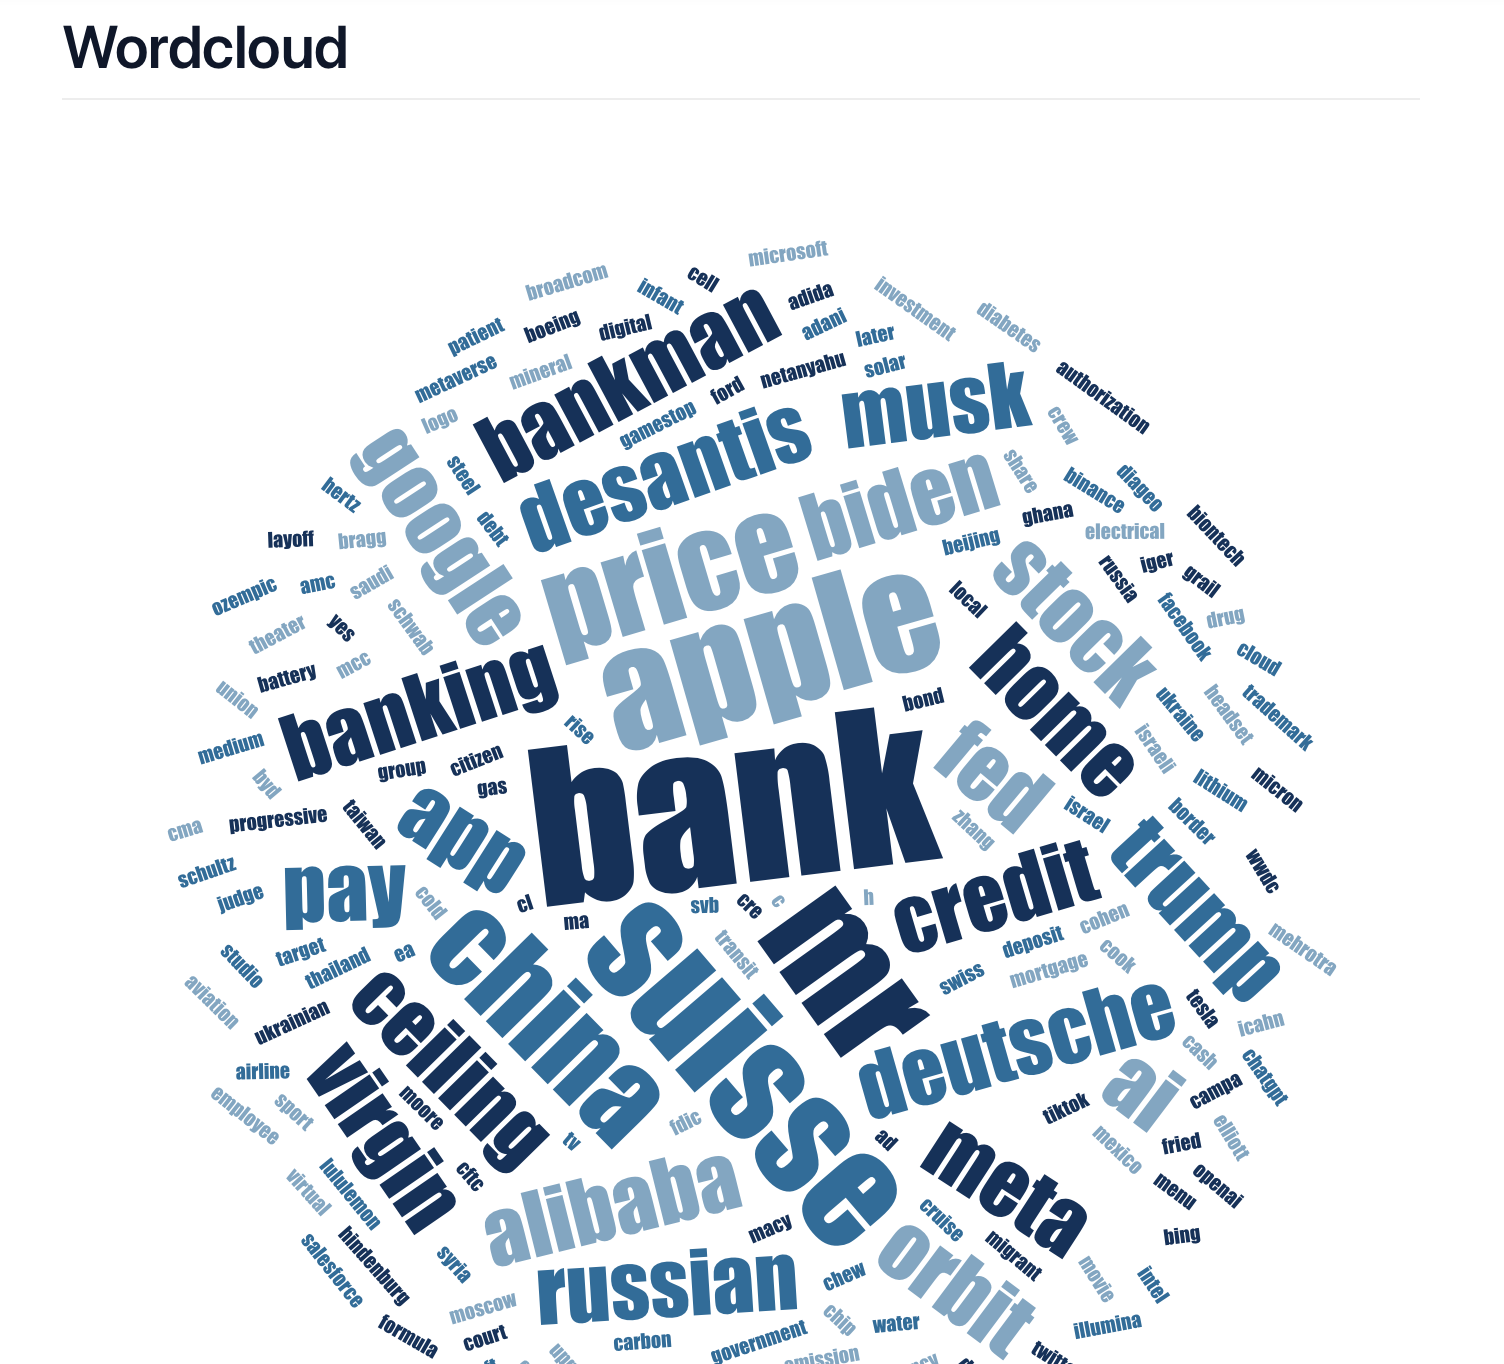 Wordcloud
microsoft
broadcom
cell
infant
adida
investment
diabetes
patient
boeing
digital
bankman
adani
later
metaverse
mineral
ford
netanyahu
solar
authorization
logo
gamestop
musk
crew
google
steel
desantis
biden
share
hertz
debt
price
binance
diageo
ghana
layoff
bragg
beijing
electrical
biontech
ozempic
amc
saudi
apple
local
stock
russia
iger
grail
theater
yes
schwab
facebook
drug
battery
mcc
home
cloud
union
banking
rise
bond
ukraine
headset
trademark
medium
citizen
fed
israeli
byd
group
gas
bank
israel
lithium
micron
cma
progressive
taiwan
app
zhang
border
schultz
judge
pay
cold
cl
ma
svb
cre
c
h
credit
trump
wwdc
studio
target
thailand
ea
china
suisse
transit
mr
deposit
cohen
swiss
mortgage
cook
mehrotra
aviation
ukrainian
ceiling
deutsche
tesla
icahn
airline
virgin
moore
cash
chatgpt
employee
sport
tv
fdic
ad
tiktok
ai
campa
virtual
lululemon
cftc
alibaba
meta
mexico
fried
elliott
menu
openai
macy
cruise
migrant
bing
salesforce
hindenburg
syria
russian
chew
orbit
movie
intel
moscow
chip
water
illumina
formula
court
carbon
government
emission